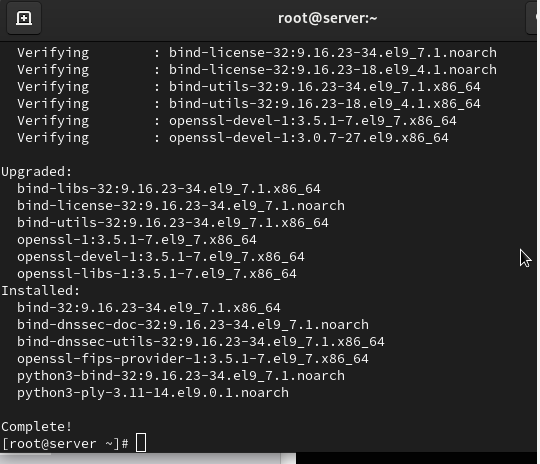 root@server:~
Verifying : bind-license-32:9.16.23-34.el9_7.1.noarch
Verifying : bind-license-32:9.16.23-18.el9_4.1.noarch
Verifying : bind-utils-32:9.16.23-34.el9_7.1.x86_64
Verifying : bind-utils-32:9.16.23-18.el9_4.1.x86_64
Verifying : openssl-devel-1:3.5.1-7.el9_7.x86_64
Verifying : openssl-devel-1:3.0.7-27.el9.x86_64
Upgraded:
bind-libs-32:9.16.23-34.el9_7.1.x86_64
bind-license-32:9.16.23-34.el9_7.1.noarch
bind-utils-32:9.16.23-34.el9_7.1.x86_64
openssl-1:3.5.1-7.el9_7.x86_64
openssl-devel-1:3.5.1-7.el9_7.x86_64
openssl-libs-1:3.5.1-7.el9_7.x86_64
Installed:
bind-32:9.16.23-34.el9_7.1.x86_64
bind-dnssec-doc-32:9.16.23-34.el9_7.1.noarch
bind-dnssec-utils-32:9.16.23-34.el9_7.1.x86_64
openssl-fips-provider-1:3.5.1-7.el9_7.x86_64
python3-bind-32:9.16.23-34.el9_7.1.noarch
python3-ply-3.11-14.el9.0.1.noarch
Complete!
[root@server ~]#